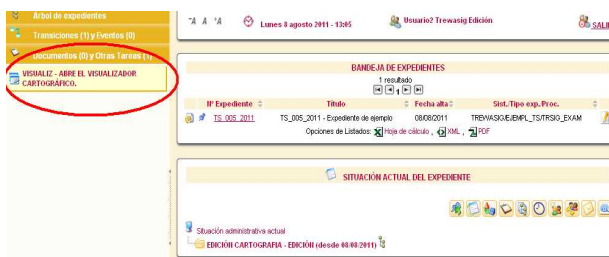 Árbol de expedientes
Transiciones (1) y Eventos (0)
Documentos (0) y Otras Tareas (1)
VISUALIZ - ABRE EL VISUALIZADOR
CARTOGRÁFICO.
-A A +A
Lunes 8 agosto 2011 - 13:05
Usuario2 Trewasig Edición
SALI
BANDEJA DE EXPEDIENTES
1 resultado
1
Nº Expediente Título Fecha alta Sist./Tipo exp./Proc.
TS_005_2011 TS_005_2011 - Expediente de ejemplo 08/08/2011 TREWASIG/EJEMPL_TS/TRSIG_EXAM
Opciones de Listados: Hoja de cálculo , XML , PDF
SITUACIÓN ACTUAL DEL EXPEDIENTE
Situación administrativa actual
EDICIÓN CARTOGRAFIA - EDICIÓN (desde 08/08/2011)